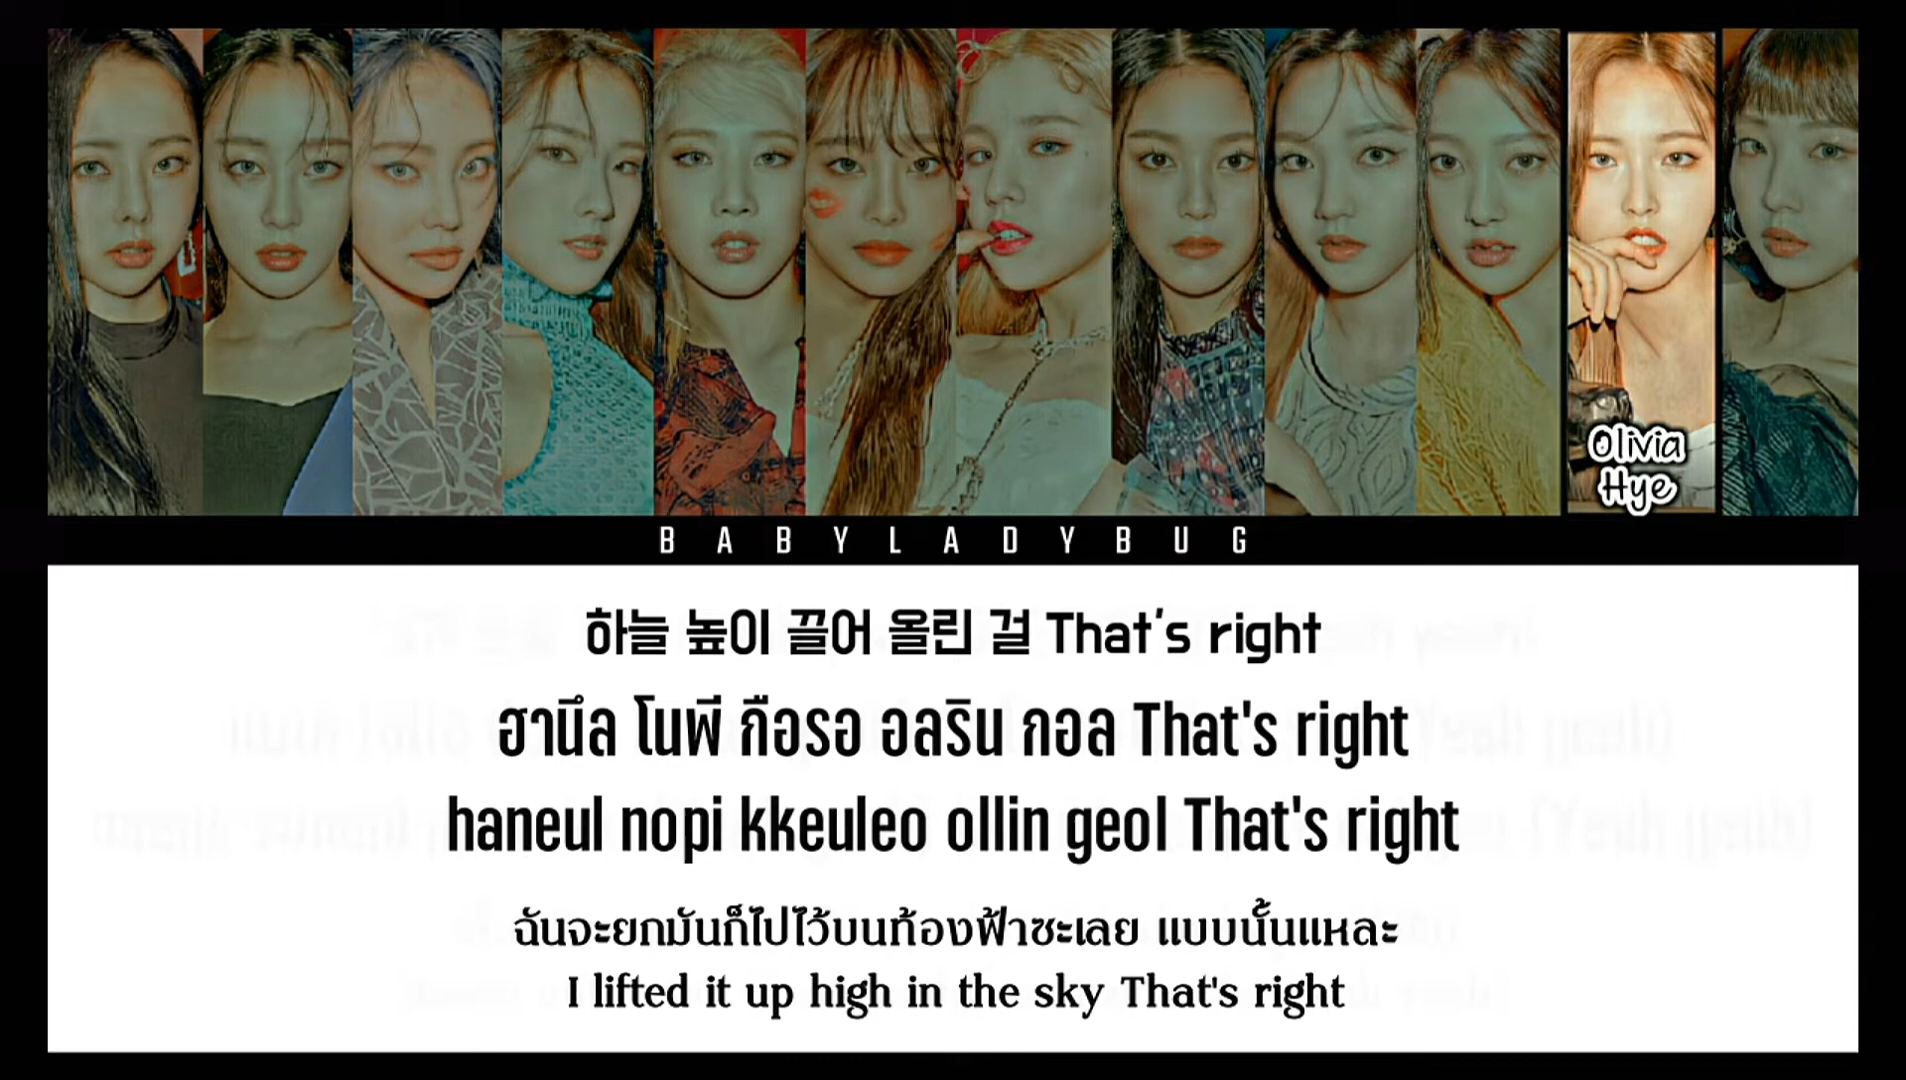 Olivia
Hye
BABYLADYBUG
하늘 높이 끌어 올린 걸 That's right
ฮานึล โนพี กือรอ อลริน กอล That's right
haneul nopi kkeuleo ollin geol That's right
ฉันจะยกมันก็ไปไว้บนท้องฟ้าซะเลย แบบนั้นแหละ
I lifted it up high in the sky That's right